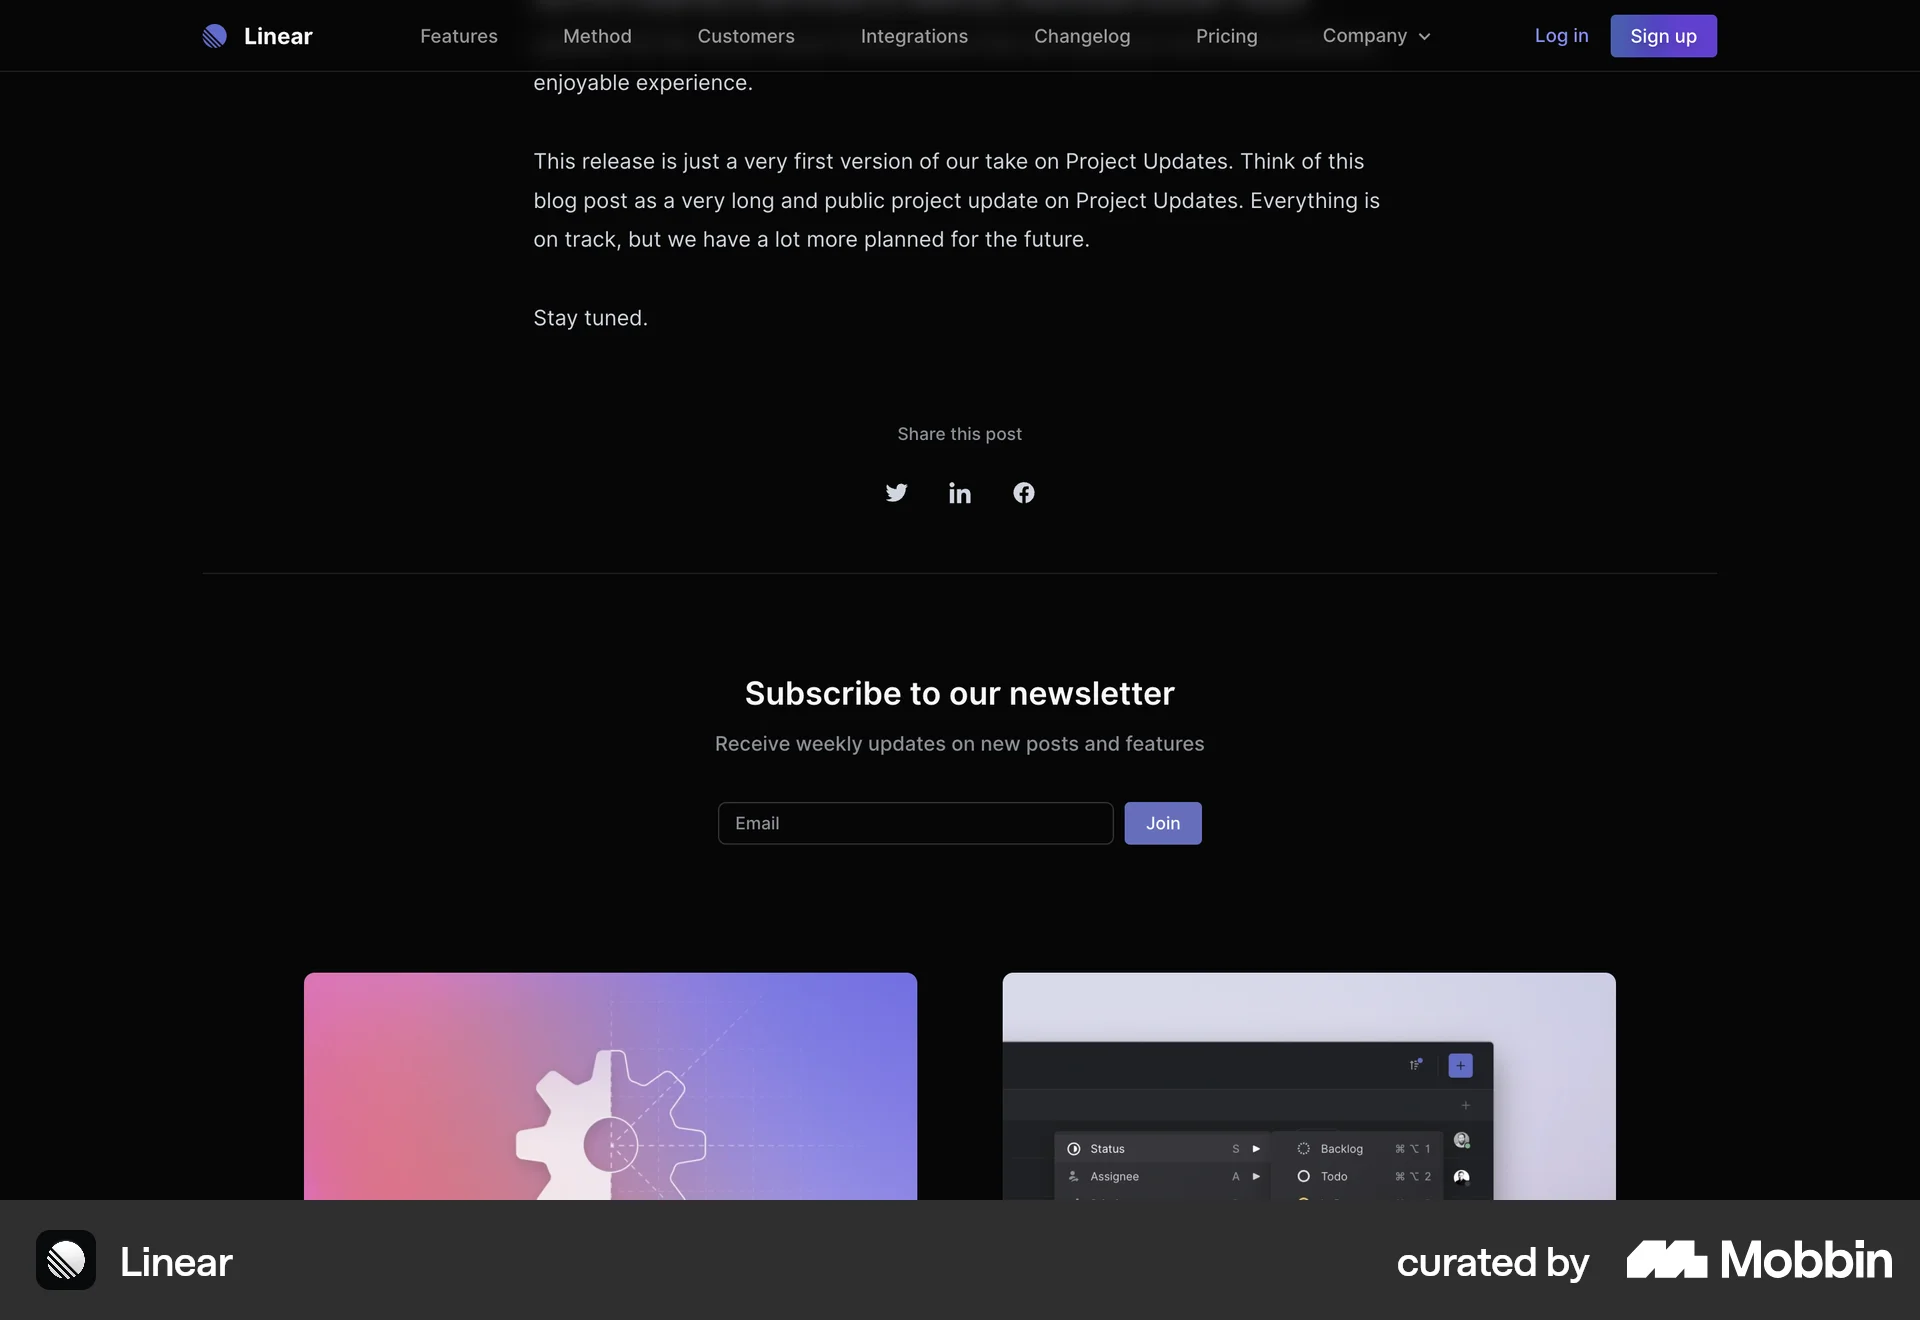 Linear
Features
Method
Customers
Integrations
Changelog
Pricing
Company
Log in
Sign up
enjoyable experience.
This release is just a very first version of our take on Project Updates. Think of this
blog post as a very long and public project update on Project Updates. Everything is
on track, but we have a lot more planned for the future.
Stay tuned.
Share this post
Subscribe to our newsletter
Receive weekly updates on new posts and features
Email
Join
Status S ▶
Backlog ⌘ ⌥ 1
Assignee A ▶
Todo ⌘ ⌥ 2
Linear
curated by Mobbin